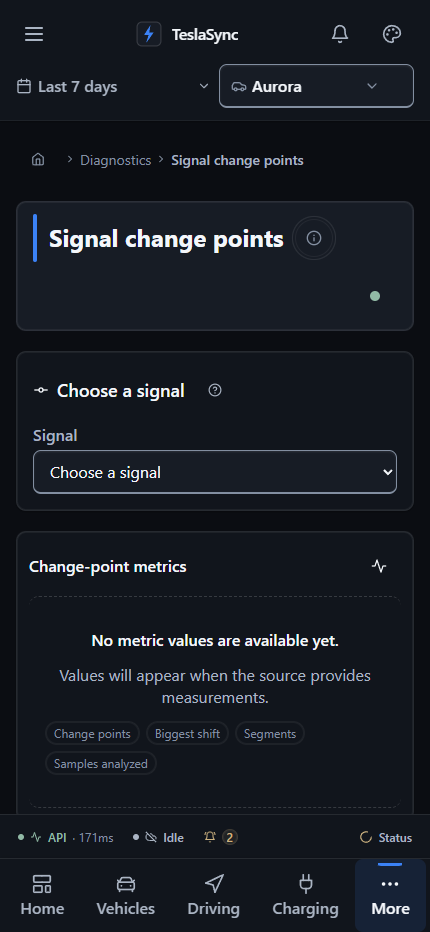 TeslaSync
Last 7 days
Aurora
Diagnostics
Signal change points
Signal change points
Choose a signal
Signal
Choose a signal
Change-point metrics
No metric values are available yet.
Values will appear when the source provides
measurements.
Change points
Biggest shift
Segments
Samples analyzed
API · 171ms
Idle
2
Status
Home
Vehicles
Driving
Charging
More